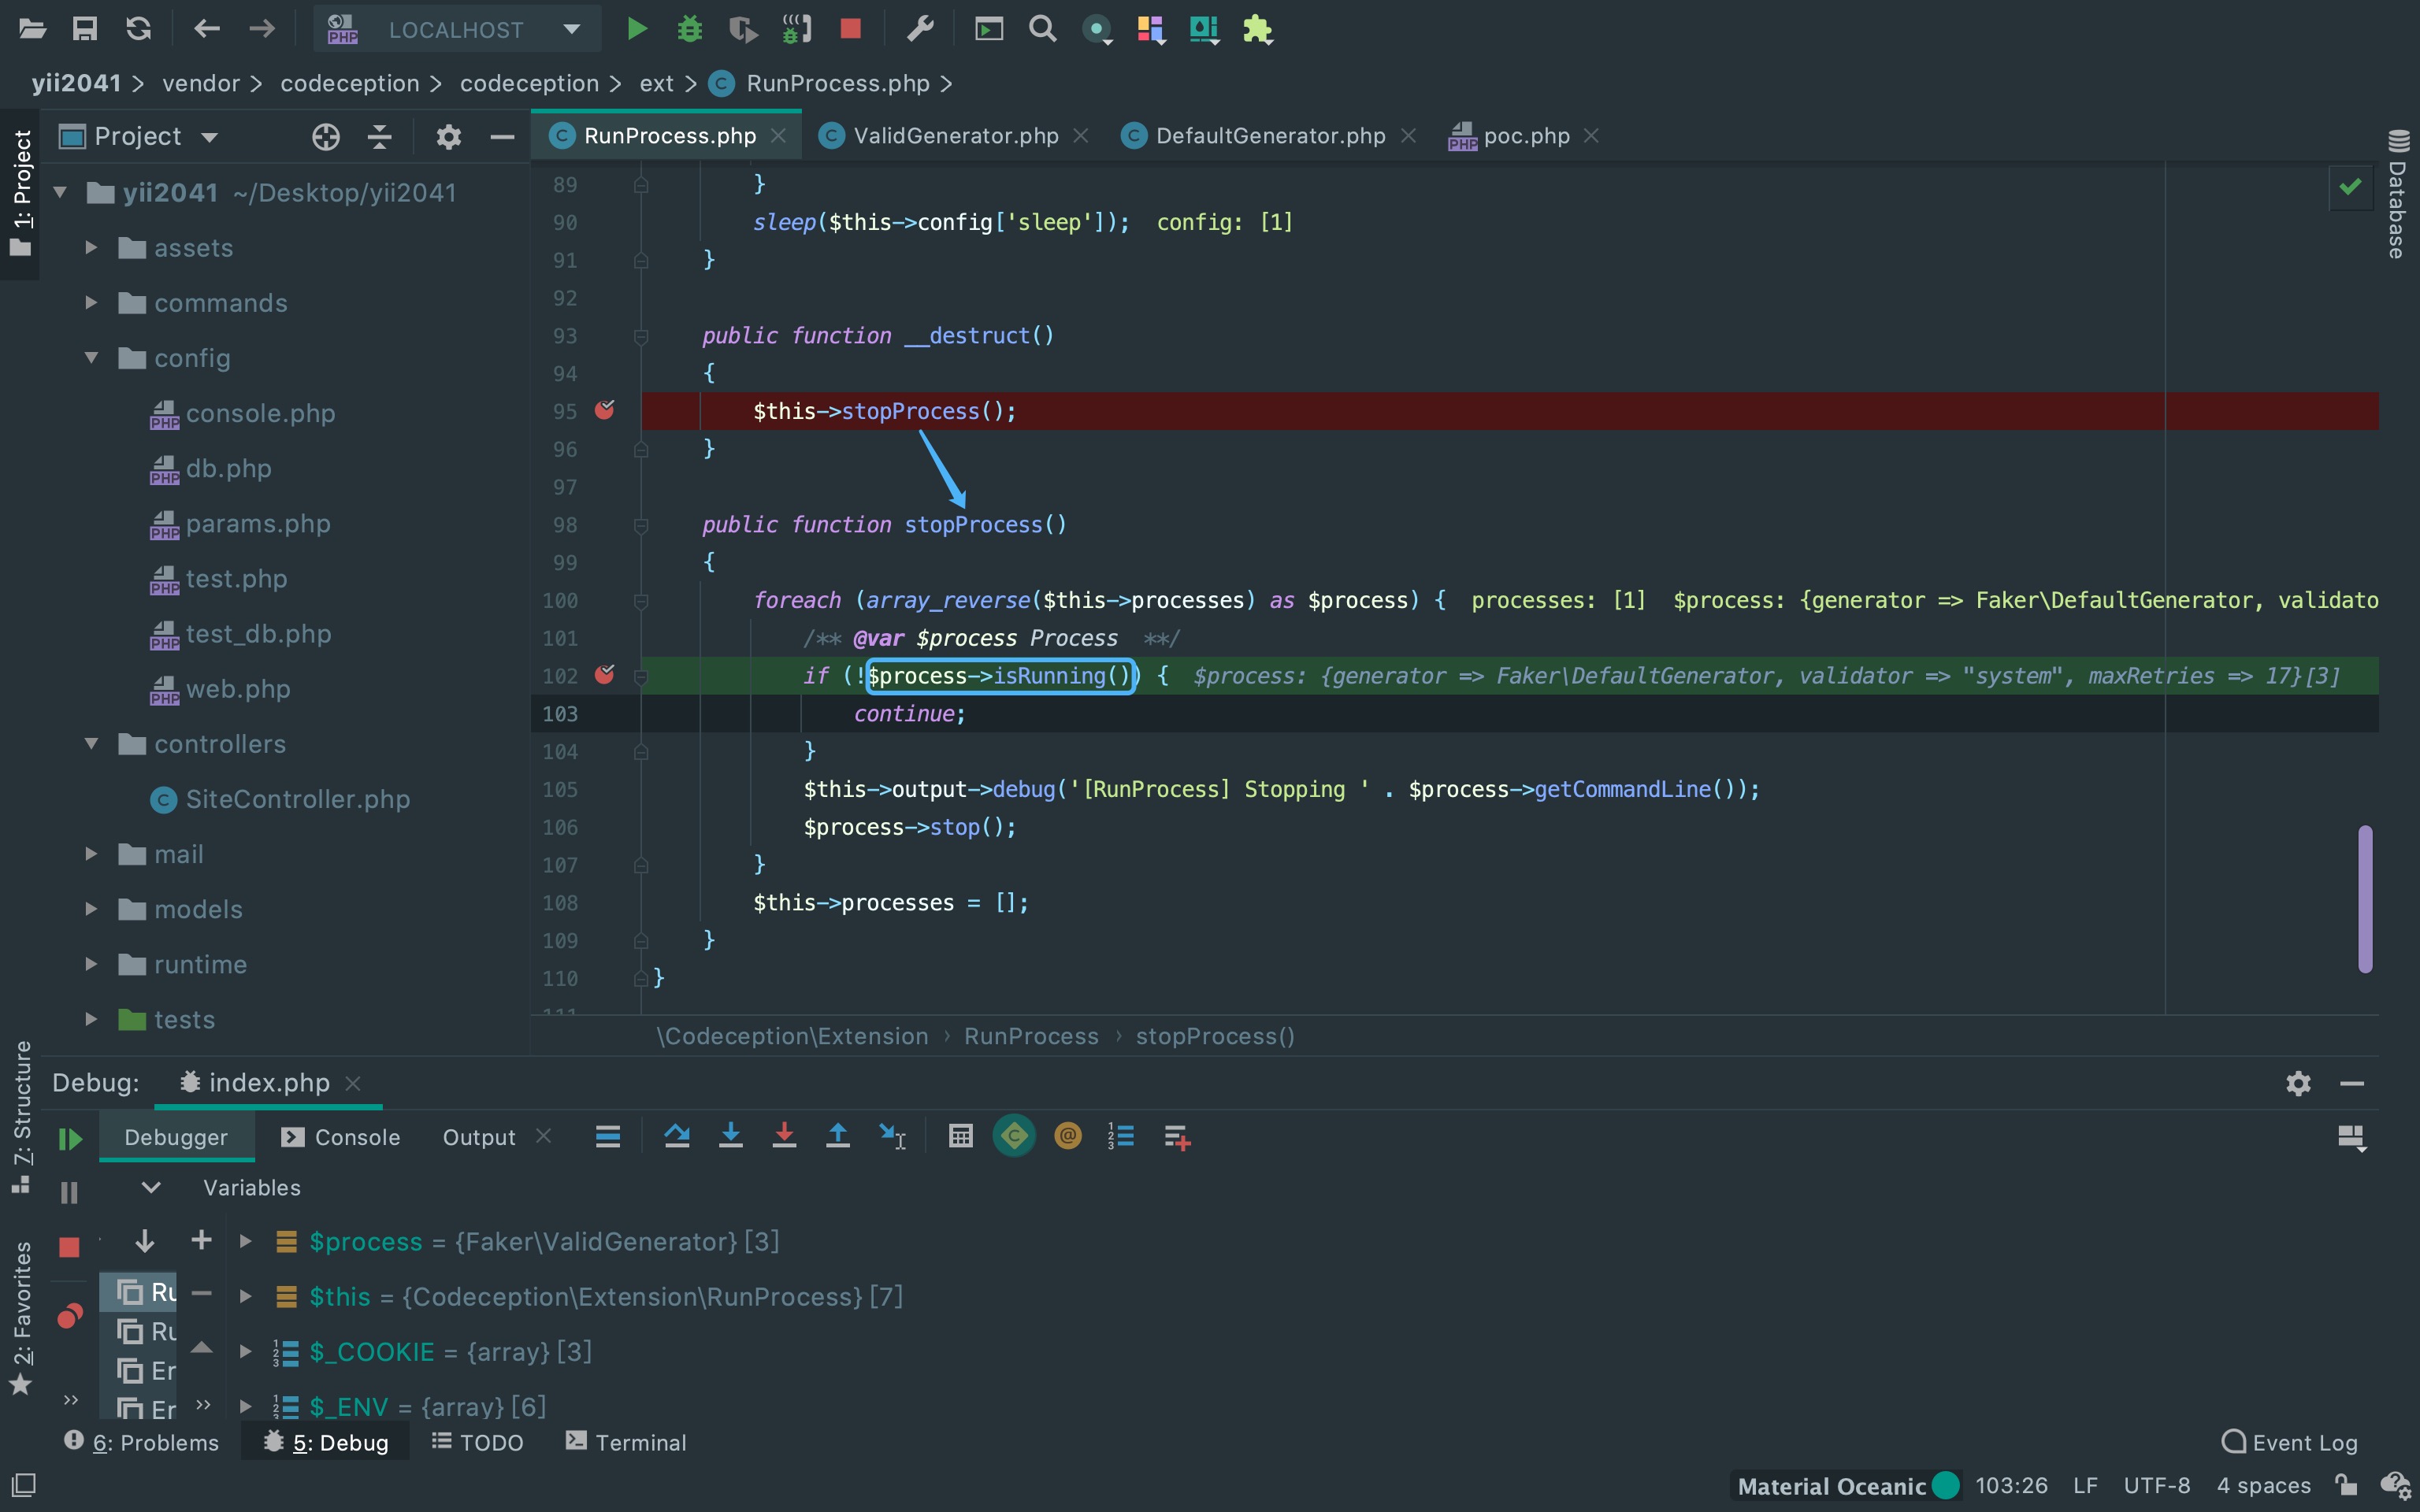 LOCALHOST
yii2041 > vendor > codeception > codeception > ext > RunProcess.php >
1: Project
Project
RunProcess.php
ValidGenerator.php
DefaultGenerator.php
poc.php
Database
yii2041 ~/Desktop/yii2041
assets
commands
config
console.php
db.php
params.php
test.php
test_db.php
web.php
controllers
SiteController.php
mail
models
runtime
tests
89 }
90 sleep($this->config['sleep']); config: [1]
91 }
92
93 public function __destruct()
94 {
95 $this->stopProcess();
96 }
97
98 public function stopProcess()
99 {
100 foreach (array_reverse($this->processes) as $process) { processes: [1] $process: {generator => Faker\DefaultGenerator, validato
101 /** @var $process Process **/
102 if (!$process->isRunning()) { $process: {generator => Faker\DefaultGenerator, validator => "system", maxRetries => 17}[3]
103 continue;
104 }
105 $this->output->debug('[RunProcess] Stopping ' . $process->getCommandLine());
106 $process->stop();
107 }
108 $this->processes = [];
109 }
110 }
111
\Codeception\Extension › RunProcess › stopProcess()
7: Structure
2: Favorites
Debug: index.php
Debugger Console Output
Variables
$process = {Faker\ValidGenerator} [3]
$this = {Codeception\Extension\RunProcess} [7]
$_COOKIE = {array} [3]
$_ENV = {array} [6]
Ru
Ru
Er
Er
6: Problems 5: Debug TODO Terminal Event Log
Material Oceanic 103:26 LF UTF-8 4 spaces